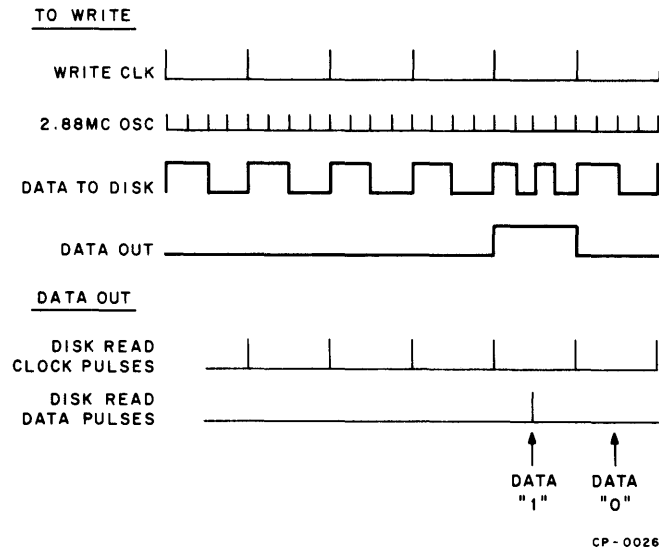 TO WRITE
WRITE CLK
2.88MC OSC
DATA TO DISK
DATA OUT
DATA OUT
DISK READ
CLOCK PULSES
DISK READ
DATA PULSES
DATA
"1"
DATA
"0"
CP-0026